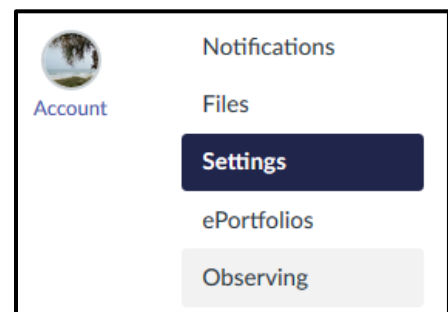 Account
Notifications
Files
Settings
ePortfolios
Observing